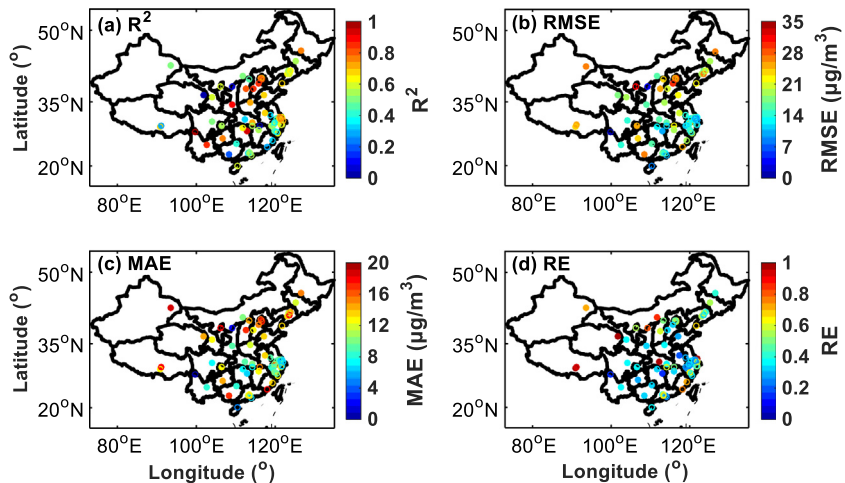 (a) R²
50°N
35°N
20°N
80°E 100°E 120°E
Latitude (°)
1
0.8
0.6
0.4
0.2
0
R²
(b) RMSE
50°N
35°N
20°N
80°E 100°E 120°E
35
28
21
14
7
0
RMSE (μg/m³)
(c) MAE
50°N
35°N
20°N
80°E 100°E 120°E
Latitude (°)
Longitude (°)
20
16
12
8
4
0
MAE (μg/m³)
(d) RE
50°N
35°N
20°N
80°E 100°E 120°E
Longitude (°)
1
0.8
0.6
0.4
0.2
0
RE